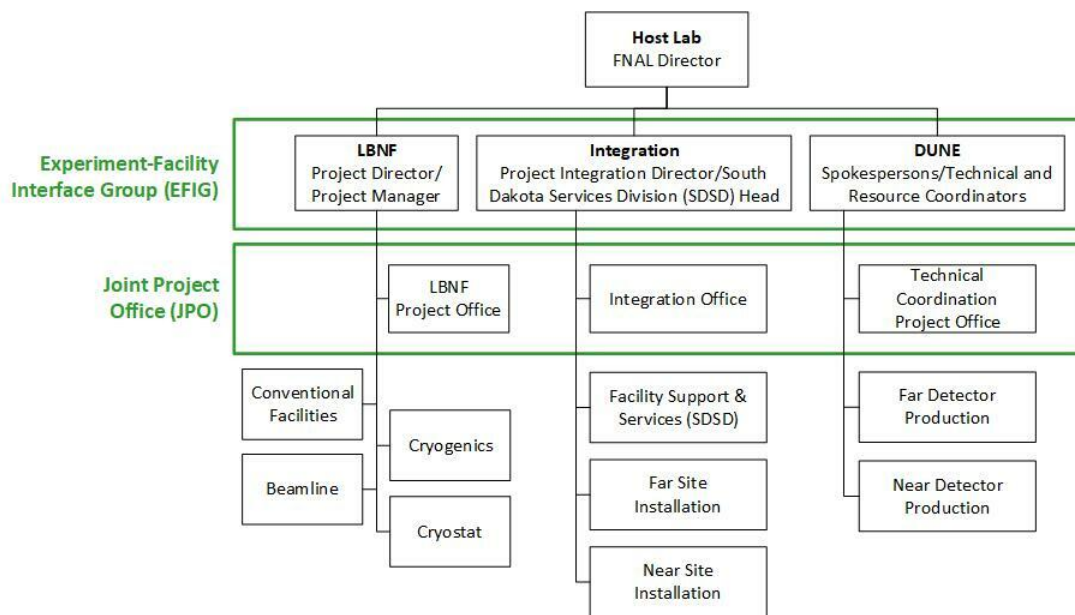 Host Lab
FNAL Director
Experiment-Facility
Interface Group (EFIG)
LBNF
Project Director/
Project Manager
Integration
Project Integration Director/South
Dakota Services Division (SDSD) Head
DUNE
Spokespersons/Technical and
Resource Coordinators
Joint Project
Office (JPO)
LBNF
Project Office
Integration Office
Technical
Coordination
Project Office
Conventional
Facilities
Cryogenics
Beamline
Cryostat
Facility Support &
Services (SDSD)
Far Site
Installation
Near Site
Installation
Far Detector
Production
Near Detector
Production